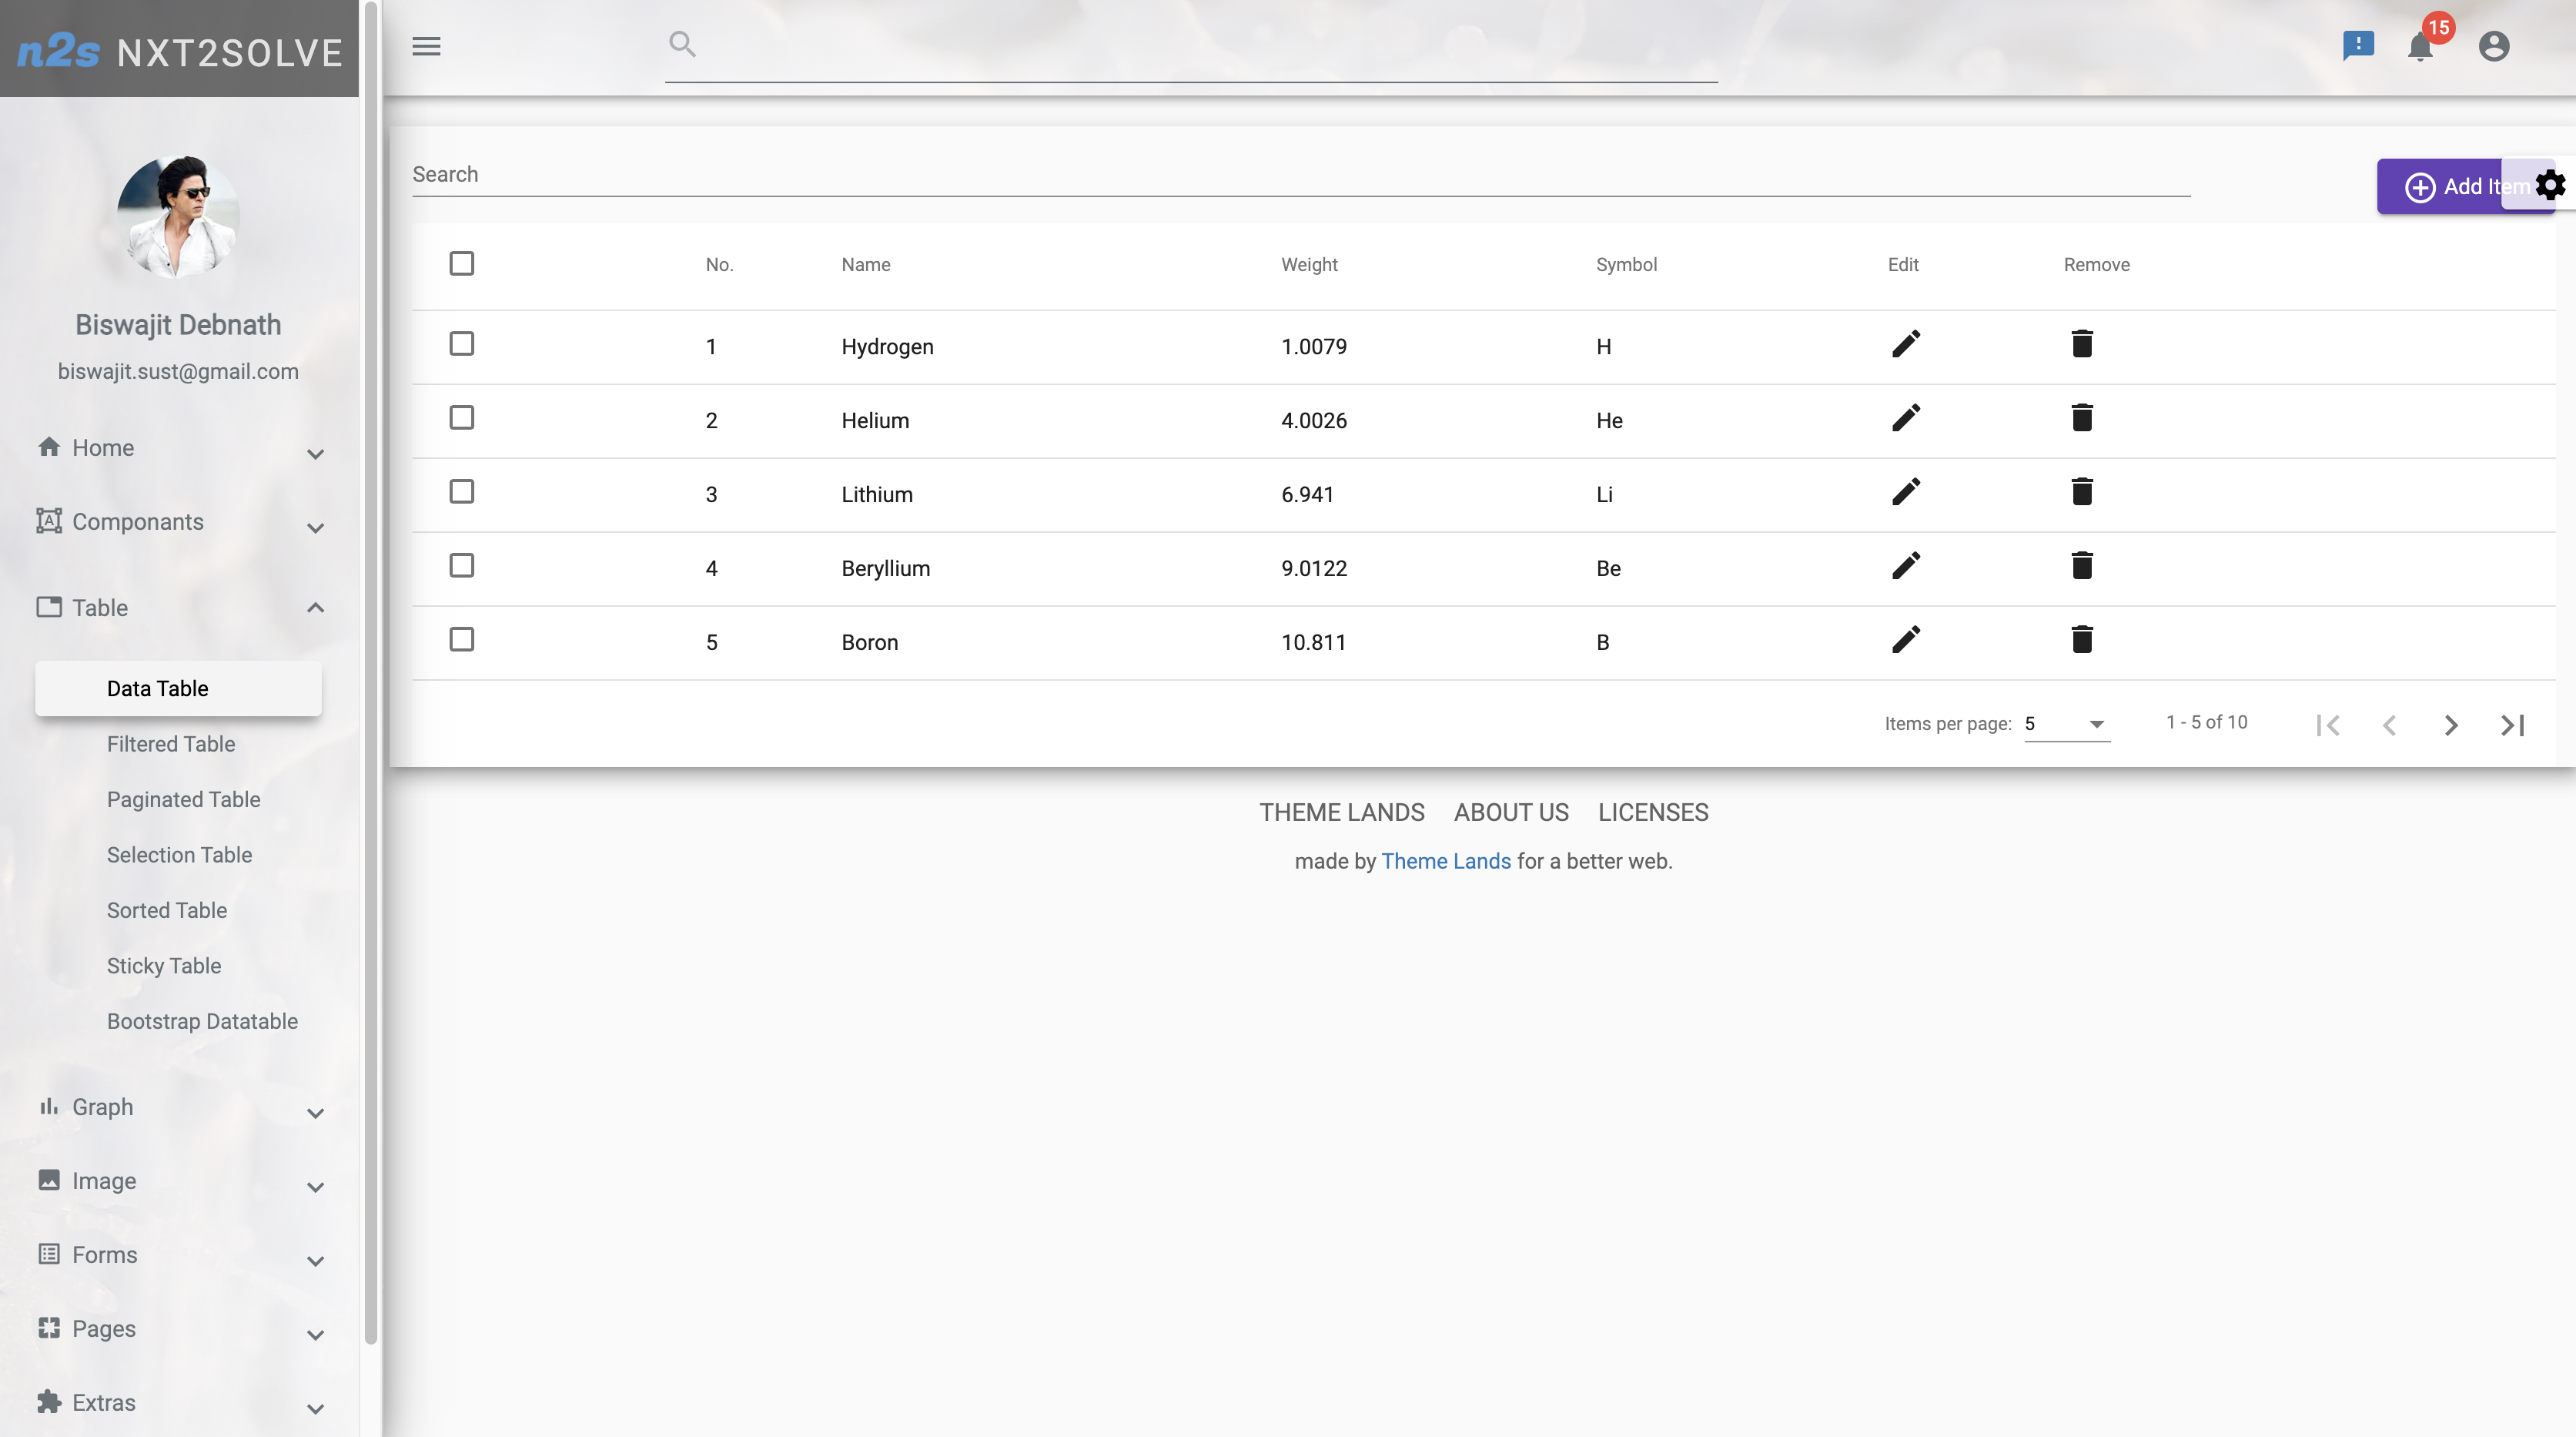 n2s NXT2SOLVE
15
Biswajit Debnath
biswajit.sust@gmail.com
Home
Componants
Table
Data Table
Filtered Table
Paginated Table
Selection Table
Sorted Table
Sticky Table
Bootstrap Datatable
Graph
Image
Forms
Pages
Extras
Search
Add Item
No. Name Weight Symbol Edit Remove
1 Hydrogen 1.0079 H
2 Helium 4.0026 He
3 Lithium 6.941 Li
4 Beryllium 9.0122 Be
5 Boron 10.811 B
Items per page: 5 1 - 5 of 10
THEME LANDS ABOUT US LICENSES
made by Theme Lands for a better web.